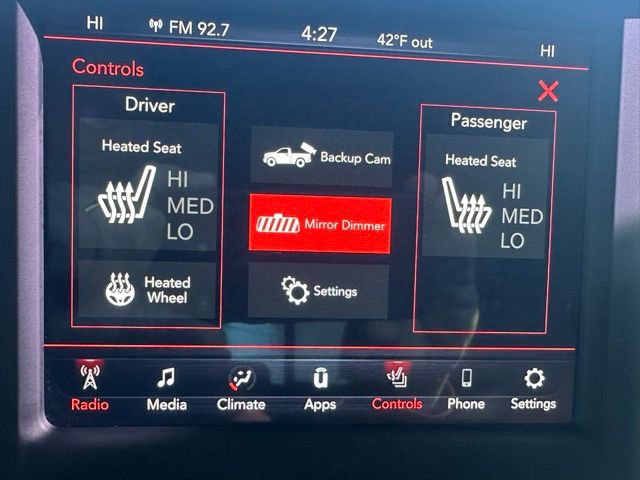 HI FM 92.7 4:27 42°F out HI
Controls
Driver
Heated Seat
HI
MED
LO
Heated
Wheel
Backup Cam
Mirror Dimmer
Settings
Passenger
Heated Seat
HI
MED
LO
Radio Media Climate Apps Controls Phone Settings